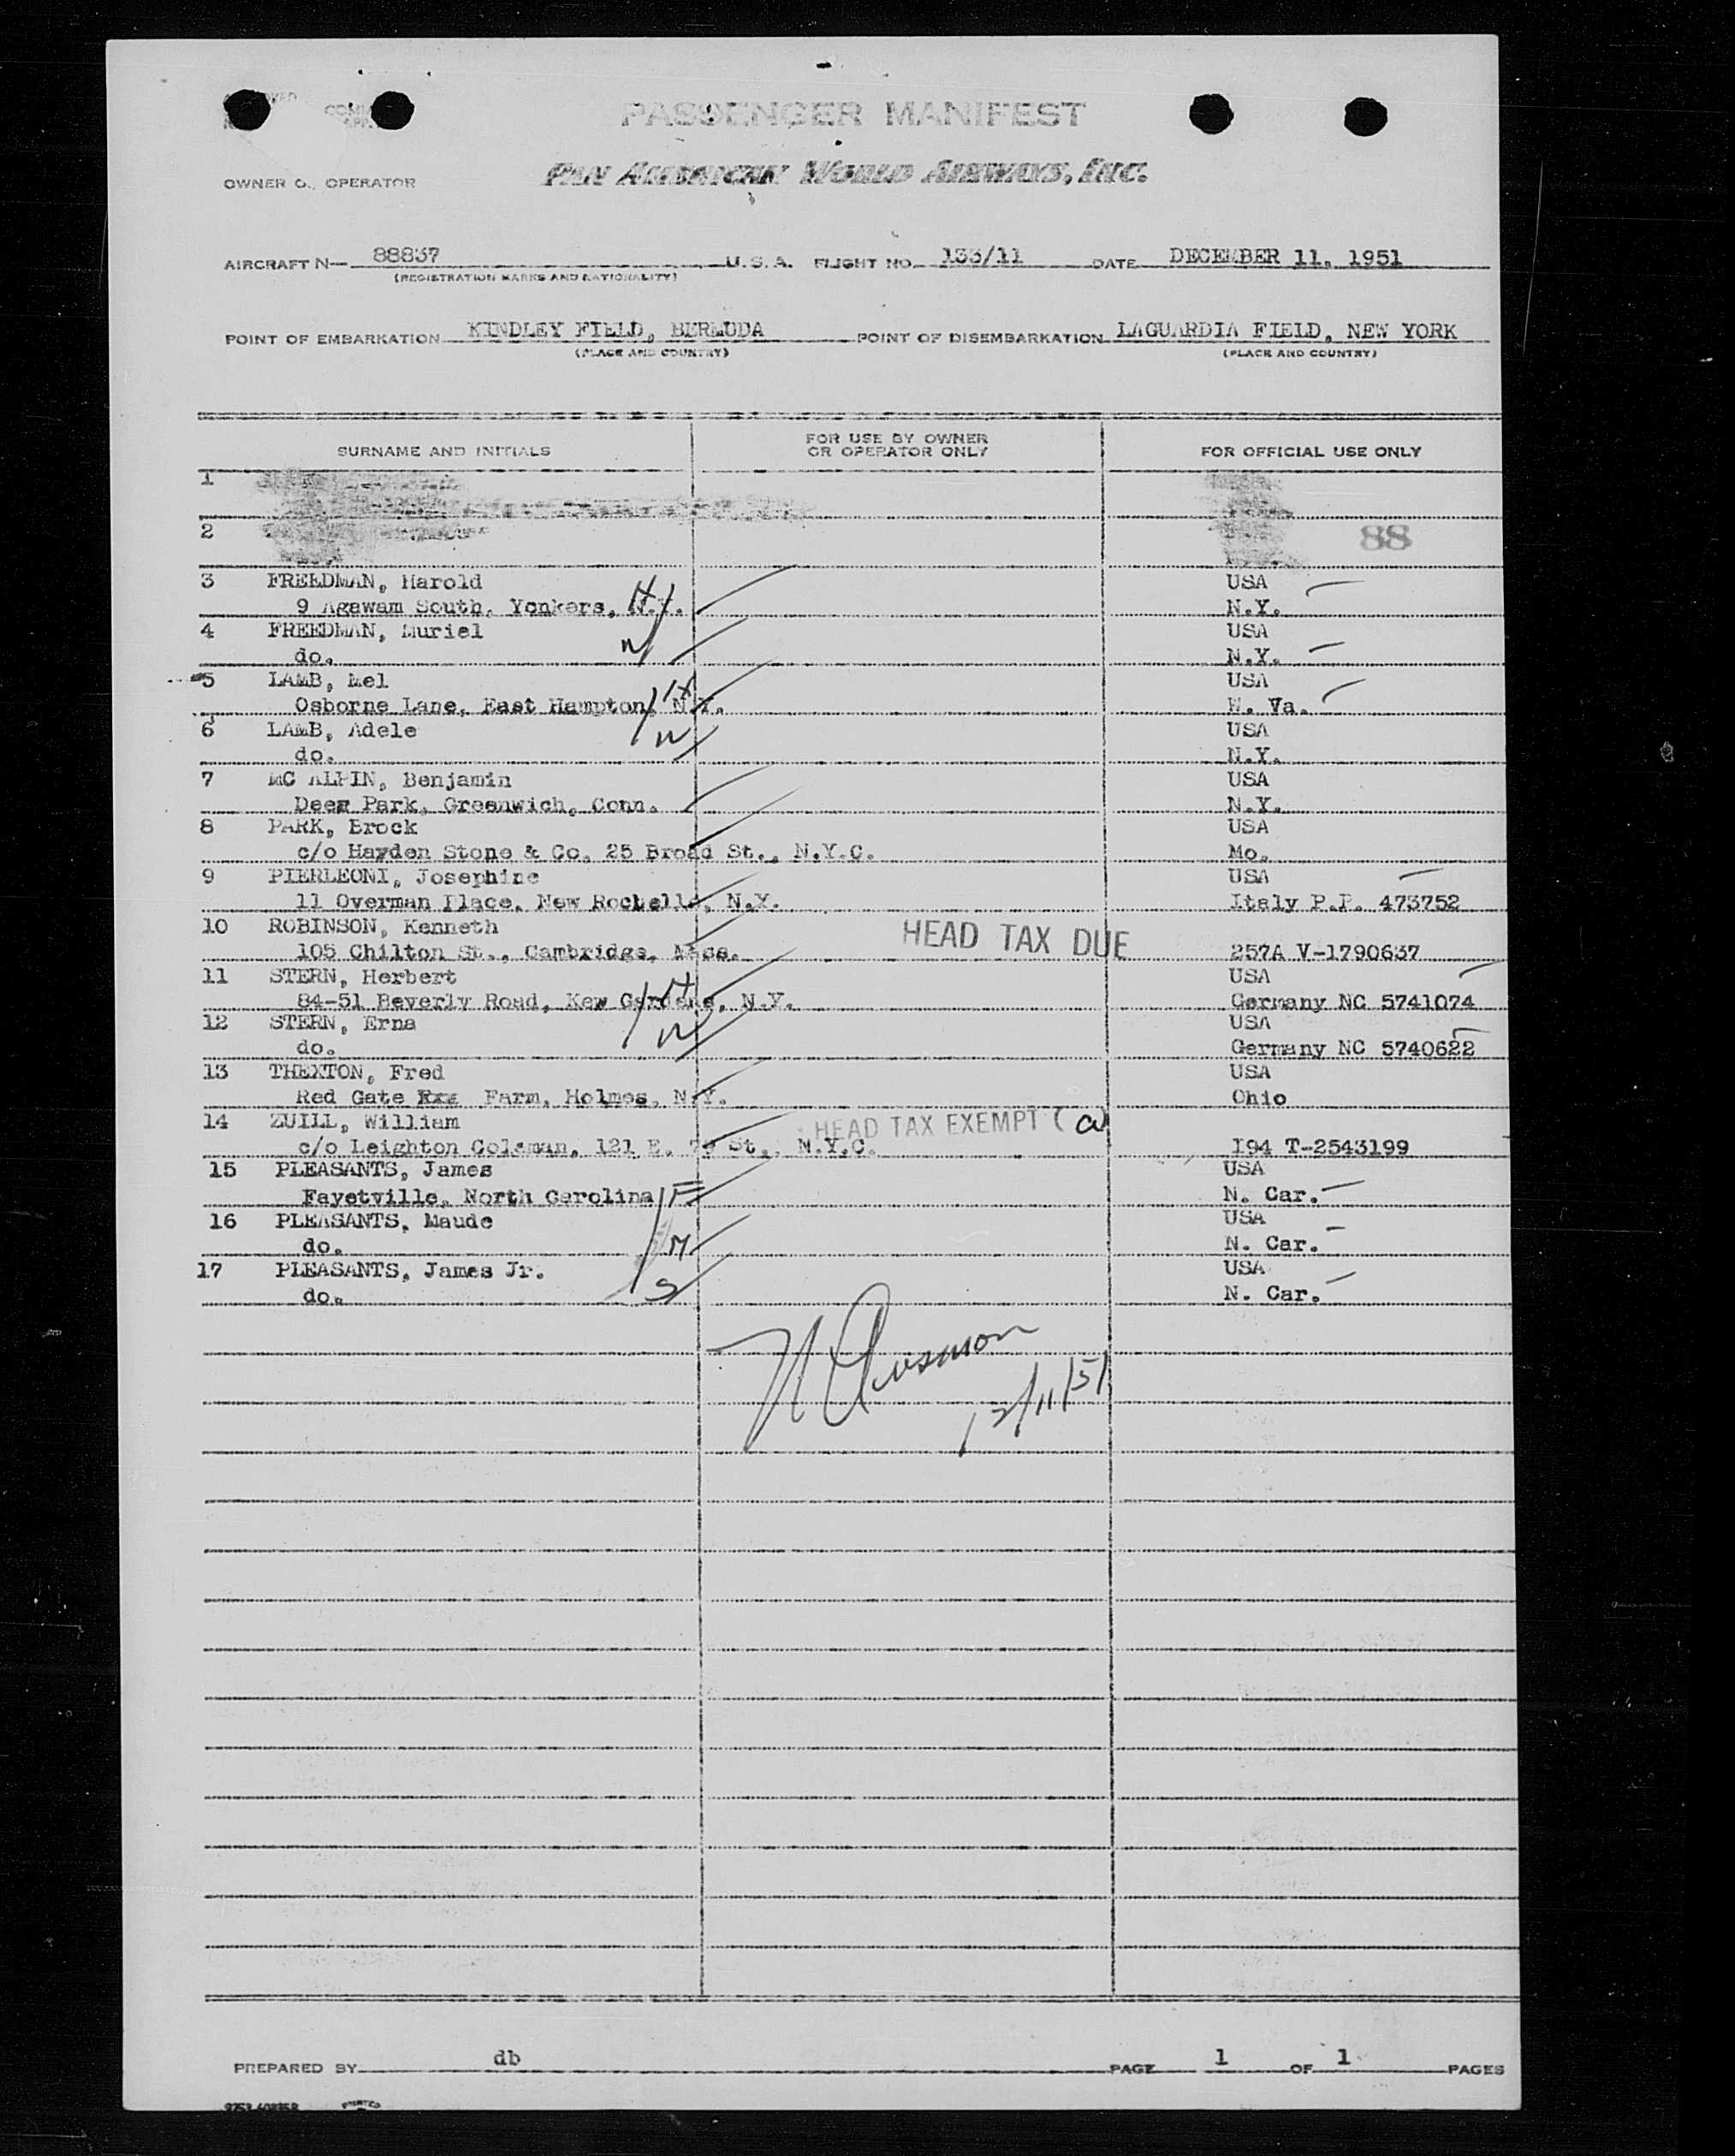 PASSENGER MANIFEST
OWNER O. OPERATOR PAN AMERICAN WORLD AIRWAYS, INC.
AIRCRAFT N— 88837 U. S. A. FLIGHT NO. 133/11 DATE DECEMBER 11, 1951
(REGISTRATION MARKS AND NATIONALITY)
POINT OF EMBARKATION KINDLEY FIELD, BERMUDA POINT OF DISEMBARKATION LAGUARDIA FIELD, NEW YORK
(PLACE AND COUNTRY) (PLACE AND COUNTRY)
SURNAME AND INITIALS FOR USE BY OWNER OR OPERATOR ONLY FOR OFFICIAL USE ONLY
1
2 88
3 FREEDMAN, Harold USA
9 Agawam South, Yonkers, N.Y. H N.Y.
4 FREEDMAN, Muriel USA
do. W N.Y.
5 LAMB, Mel USA
Osborne Lane, East Hampton, N.Y. H W. Va.
6 LAMB, Adele USA
do. W N.Y.
7 MC ALPIN, Benjamin USA
Deer Park, Greenwich, Conn. N.Y.
8 PARK, Brock USA
c/o Hayden Stone & Co. 25 Broad St., N.Y.C. Mo.
9 PIERLEONI, Josephine USA
11 Overman Place, New Rochelle, N.Y. Italy P.P. 473752
10 ROBINSON, Kenneth HEAD TAX DUE
105 Chilton St., Cambridge, Mass. 257A V-1790637
11 STERN, Herbert USA
84-51 Beverly Road, Kew Gardens, N.Y. H Germany NC 5741074
12 STERN, Erna USA
do. W Germany NC 5740622
13 THEXTON, Fred USA
Red Gate Farm, Holmes, N.Y. Ohio
14 ZUILL, William HEAD TAX EXEMPT (a)
c/o Leighton Coleman, 121 E. St., N.Y.C. I94 T-2543199
15 PLEASANTS, James USA
Fayetville, North Carolina F N. Car.
16 PLEASANTS, Maude USA
do. M N. Car.
17 PLEASANTS, James Jr. USA
do. S N. Car.
12/11/51
PREPARED BY db PAGE 1 OF 1 PAGES
PRINTED